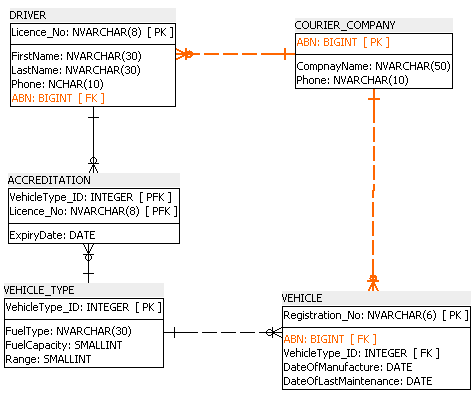 DRIVER
Licence_No: NVARCHAR(8) [ PK ]
FirstName: NVARCHAR(30)
LastName: NVARCHAR(30)
Phone: NCHAR(10)
ABN: BIGINT [ FK ]
COURIER_COMPANY
ABN: BIGINT [ PK ]
CompnayName: NVARCHAR(50)
Phone: NVARCHAR(10)
ACCREDITATION
VehicleType_ID: INTEGER [ PFK ]
Licence_No: NVARCHAR(8) [ PFK ]
ExpiryDate: DATE
VEHICLE_TYPE
VehicleType_ID: INTEGER [ PK ]
FuelType: NVARCHAR(30)
FuelCapacity: SMALLINT
Range: SMALLINT
VEHICLE
Registration_No: NVARCHAR(6) [ PK ]
ABN: BIGINT [ FK ]
VehicleType_ID: INTEGER [ FK ]
DateOfManufacture: DATE
DateOfLastMaintenance: DATE